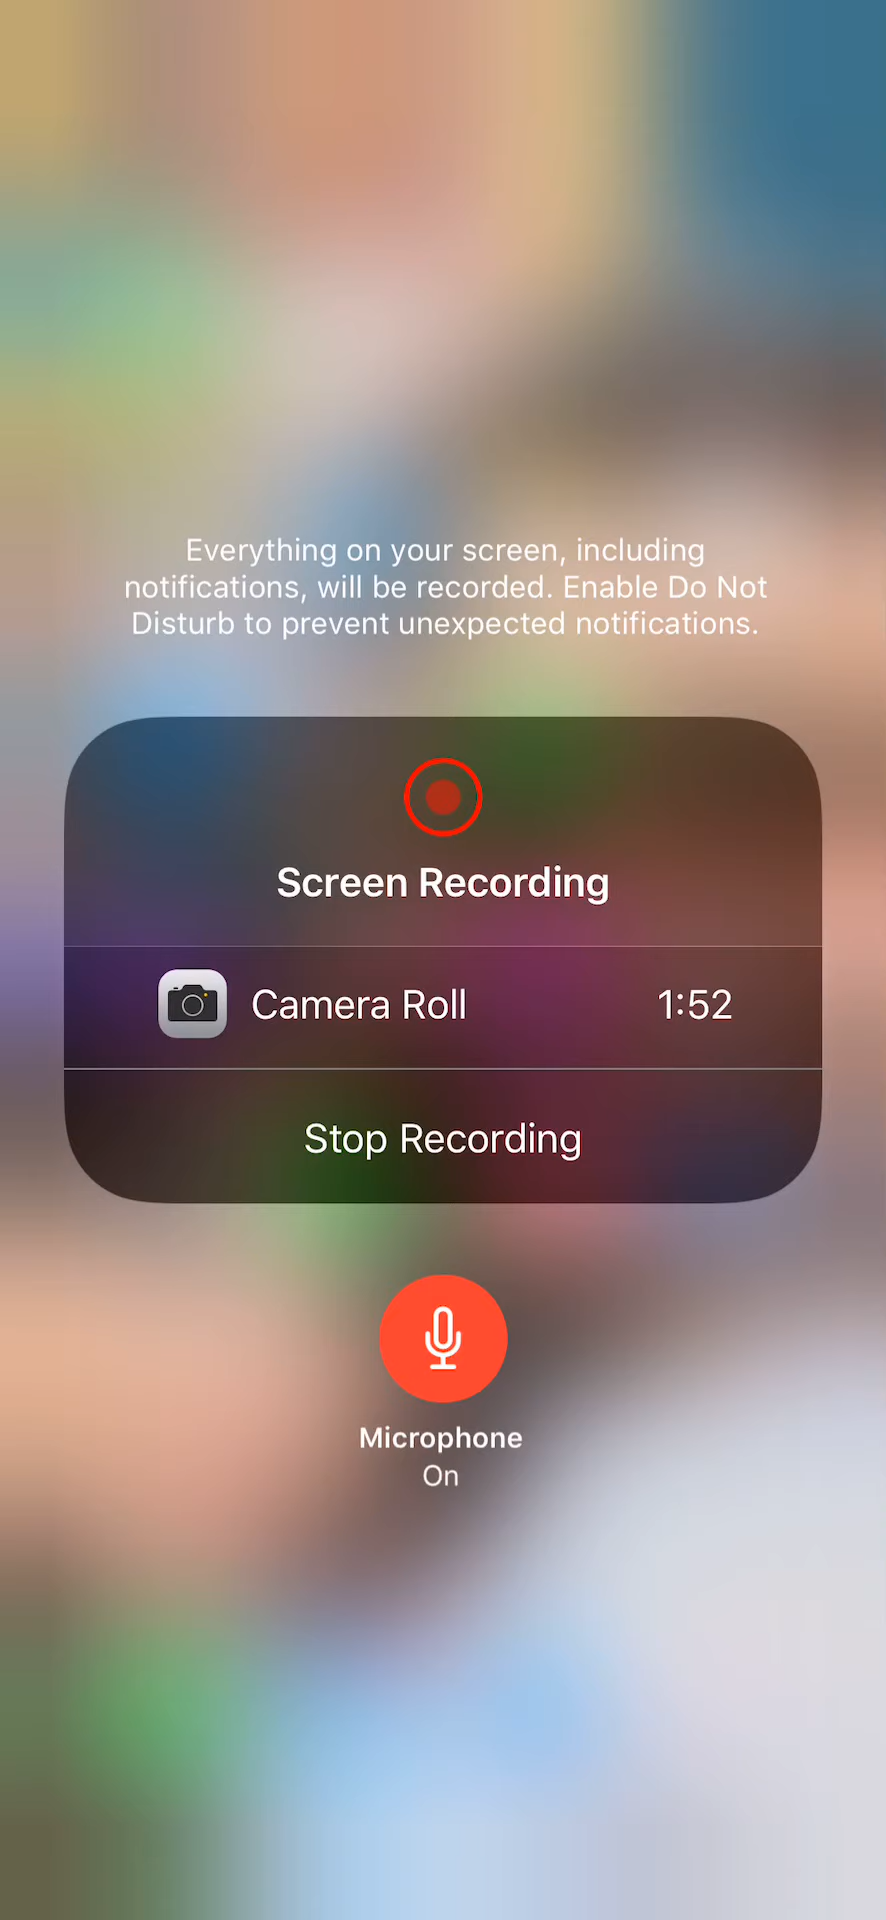 Everything on your screen, including
notifications, will be recorded. Enable Do Not
Disturb to prevent unexpected notifications.
Screen Recording
Camera Roll 1:52
Stop Recording
Microphone
On